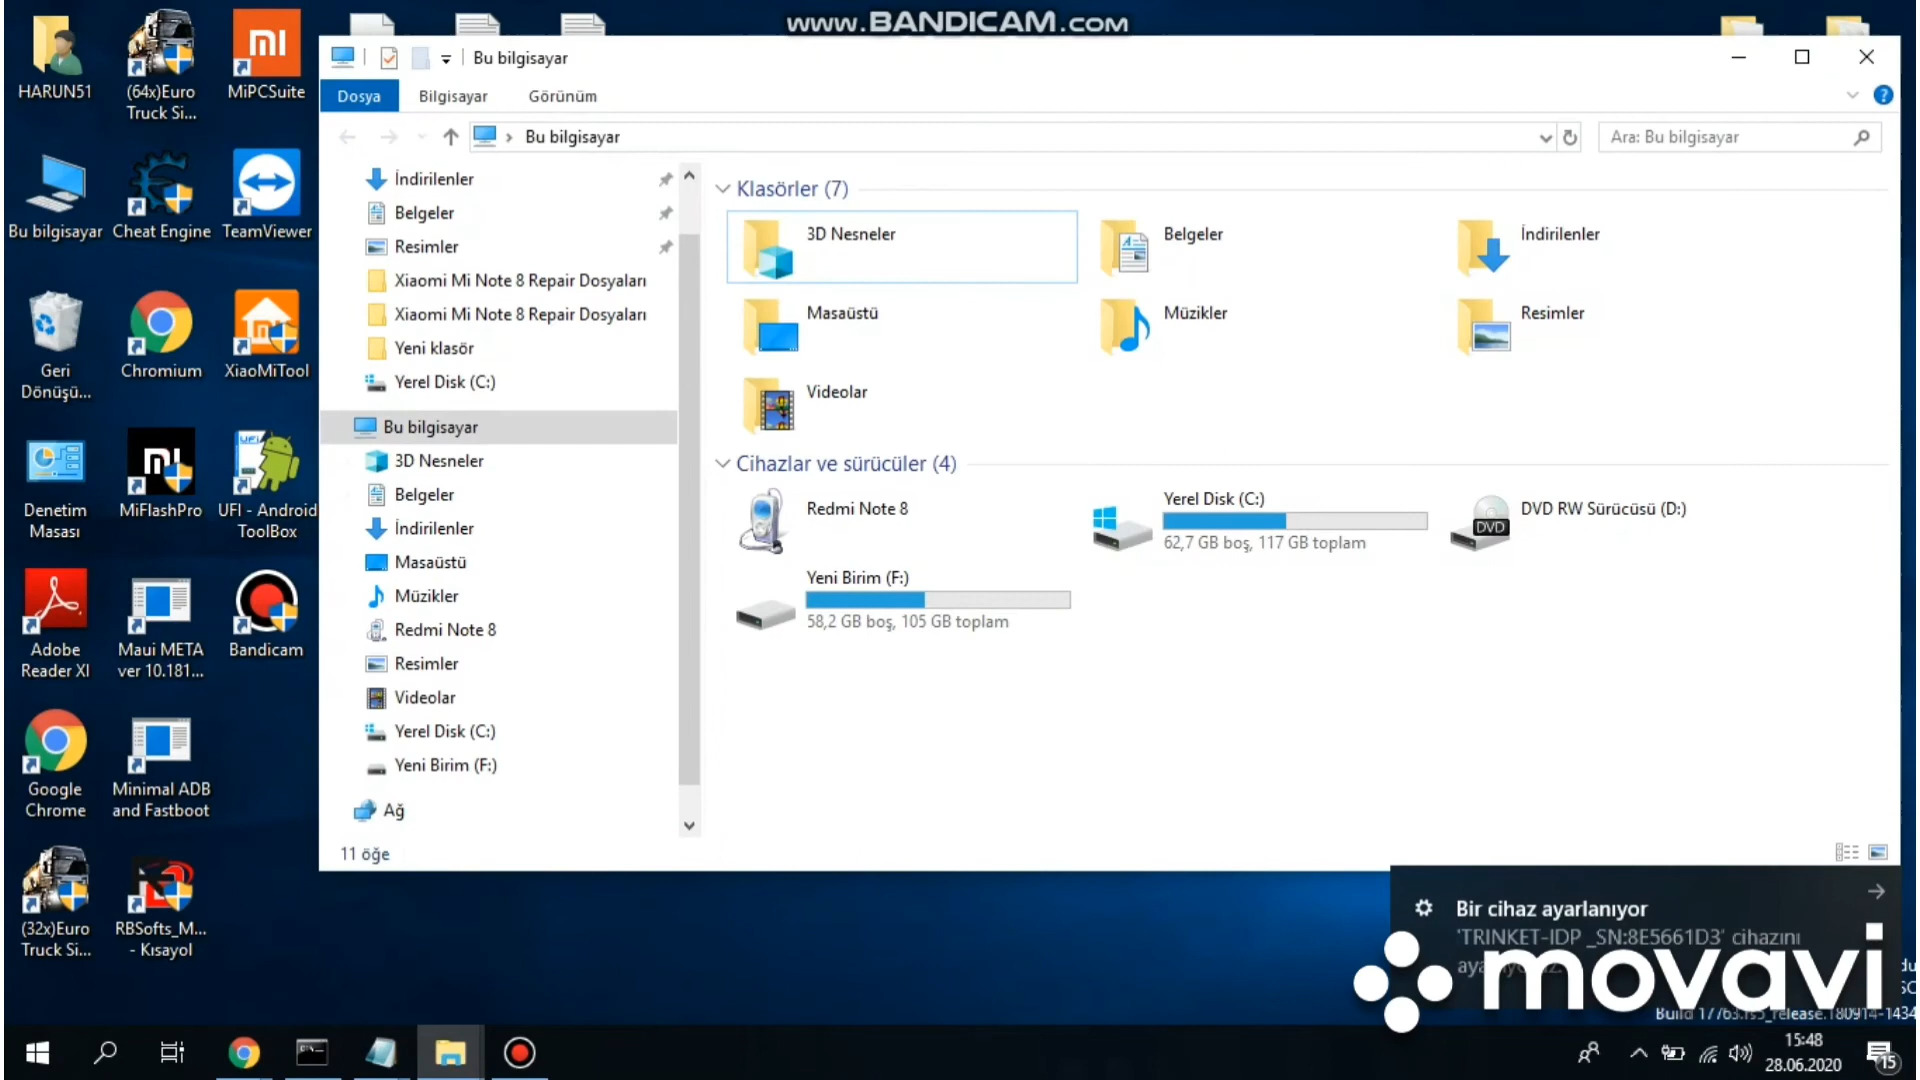 www.BANDICAM.com
HARUN51
(64x)Euro
Truck Si...
MiPCSuite
Bu bilgisayar
Cheat Engine
TeamViewer
Geri
Dönüşü...
Chromium
XiaoMiTool
Denetim
Masası
MiFlashPro
UFI
UFI - Android
ToolBox
Adobe
Reader XI
Maui META
ver 10.181...
Bandicam
Google
Chrome
Minimal ADB
and Fastboot
(32x)Euro
Truck Si...
RBSofts_M...
- Kısayol
Bu bilgisayar
Dosya
Bilgisayar
Görünüm
Bu bilgisayar
Ara: Bu bilgisayar
İndirilenler
Belgeler
Resimler
Xiaomi Mi Note 8 Repair Dosyaları
Xiaomi Mi Note 8 Repair Dosyaları
Yeni klasör
Yerel Disk (C:)
Bu bilgisayar
3D Nesneler
Belgeler
İndirilenler
Masaüstü
Müzikler
Redmi Note 8
Resimler
Videolar
Yerel Disk (C:)
Yeni Birim (F:)
Ağ
11 öğe
Klasörler (7)
3D Nesneler
Belgeler
İndirilenler
Masaüstü
Müzikler
Resimler
Videolar
Cihazlar ve sürücüler (4)
Redmi Note 8
Yerel Disk (C:)
62,7 GB boş, 117 GB toplam
DVD
DVD RW Sürücüsü (D:)
Yeni Birim (F:)
58,2 GB boş, 105 GB toplam
Bir cihaz ayarlanıyor
'TRINKET-IDP _SN:8E5661D3' cihazını
movavi
Build 17763.rs5_release.180914-1434
15:48
28.06.2020
15